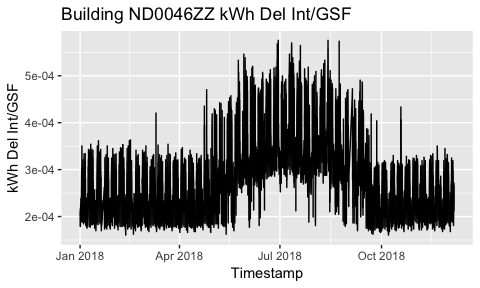 Building ND0046ZZ kWh Del Int/GSF
kWh Del Int/GSF
5e-04
4e-04
3e-04
2e-04
Jan 2018 Apr 2018 Jul 2018 Oct 2018
Timestamp